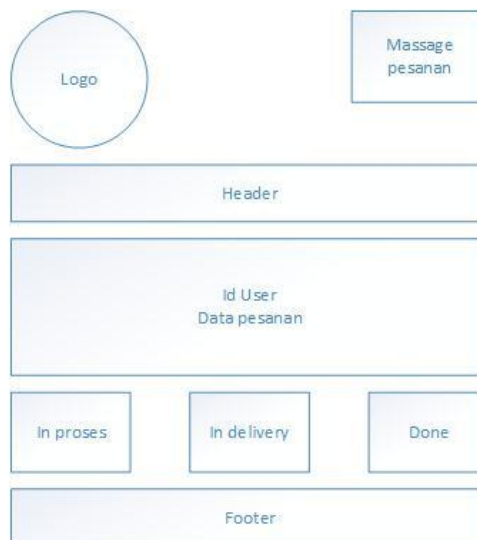 Logo
Massage
pesanan
Header
Id User
Data pesanan
In proses
In delivery
Done
Footer